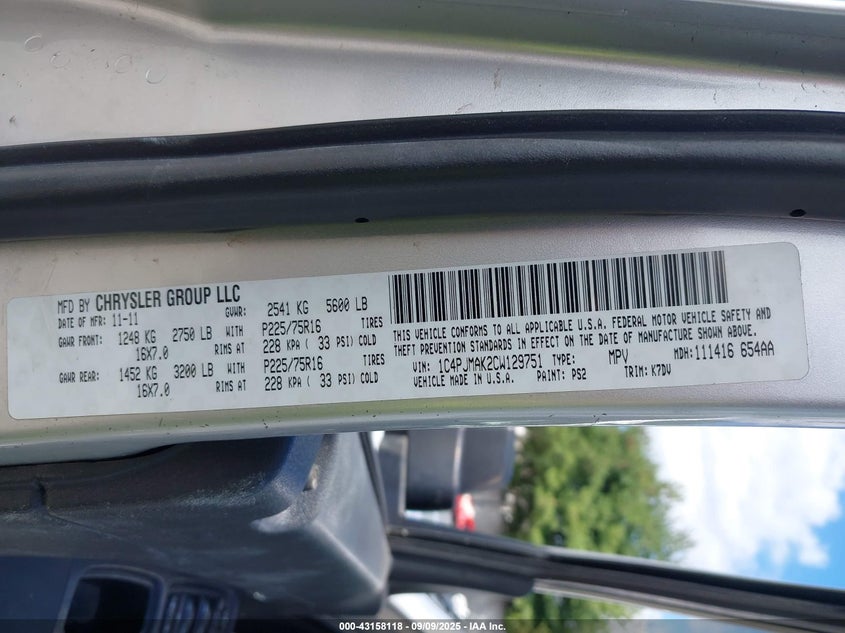 MFD BY CHRYSLER GROUP LLC
DATE OF MFR: 11-11 GVWR: 2541 KG 5600 LB
GAWR FRONT: 1248 KG 2750 LB WITH P225/75R16 TIRES
16X7.0 RIMS AT 228 KPA ( 33 PSI) COLD
GAWR REAR: 1452 KG 3200 LB WITH P225/75R16 TIRES
16X7.0 RIMS AT 228 KPA ( 33 PSI) COLD
THIS VEHICLE CONFORMS TO ALL APPLICABLE U.S.A. FEDERAL MOTOR VEHICLE SAFETY AND
THEFT PREVENTION STANDARDS IN EFFECT ON THE DATE OF MANUFACTURE SHOWN ABOVE.
VIN: 1C4PJMAK2CW129751 TYPE: MPV MDH: 111416 654AA
MADE IN U.S.A. PAINT: PS2 TRIM: K7DV
000-43158118 - 09/09/2025 - IAA Inc.